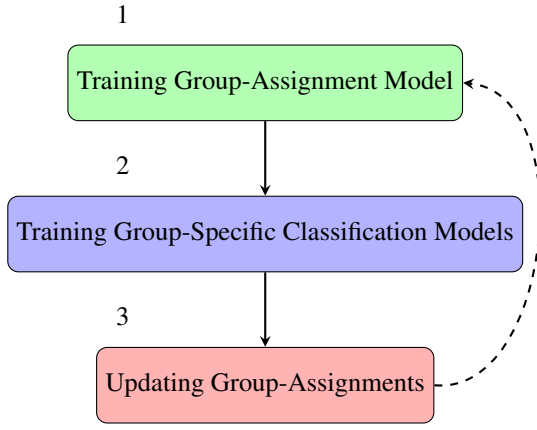 1
Training Group-Assignment Model
2
Training Group-Specific Classification Models
3
Updating Group-Assignments